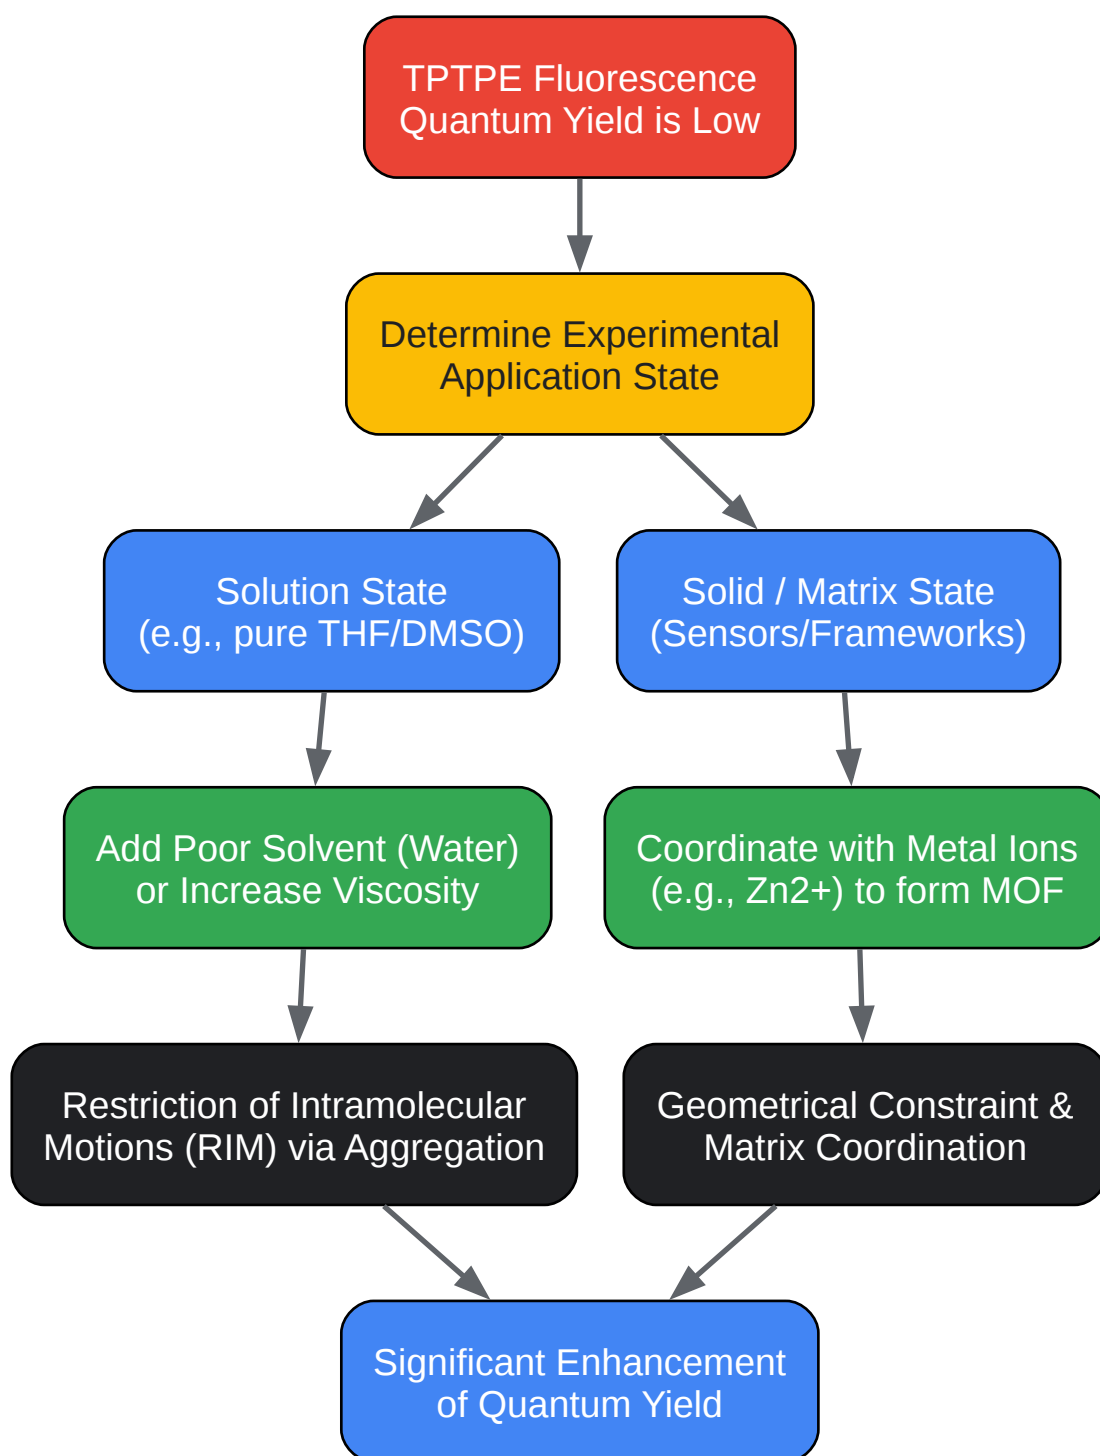 TPTPE Fluorescence
Quantum Yield is Low
Determine Experimental
Application State
Solution State
(e.g., pure THF/DMSO)
Solid / Matrix State
(Sensors/Frameworks)
Add Poor Solvent (Water)
or Increase Viscosity
Coordinate with Metal Ions
(e.g., Zn2+) to form MOF
Restriction of Intramolecular
Motions (RIM) via Aggregation
Geometrical Constraint &
Matrix Coordination
Significant Enhancement
of Quantum Yield